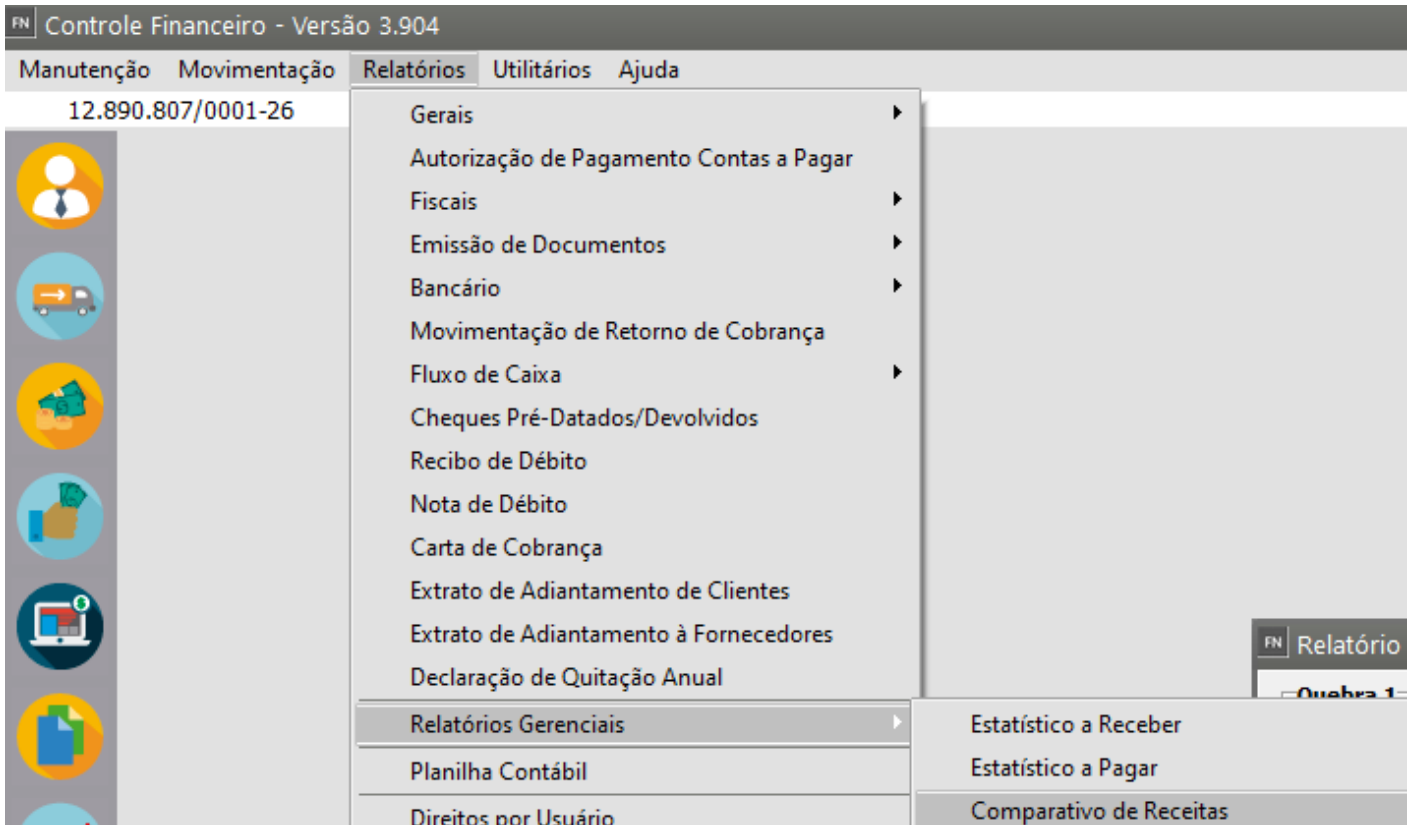 FN Controle Financeiro - Versão 3.904
Manutenção Movimentação Relatórios Utilitários Ajuda
12.890.807/0001-26
Gerais
Autorização de Pagamento Contas a Pagar
Fiscais
Emissão de Documentos
Bancário
Movimentação de Retorno de Cobrança
Fluxo de Caixa
Cheques Pré-Datados/Devolvidos
Recibo de Débito
Nota de Débito
Carta de Cobrança
Extrato de Adiantamento de Clientes
Extrato de Adiantamento à Fornecedores
Declaração de Quitação Anual
Relatórios Gerenciais
Planilha Contábil
Direitos por Usuário
FN Relatório
Quebra 1
Estatístico a Receber
Estatístico a Pagar
Comparativo de Receitas